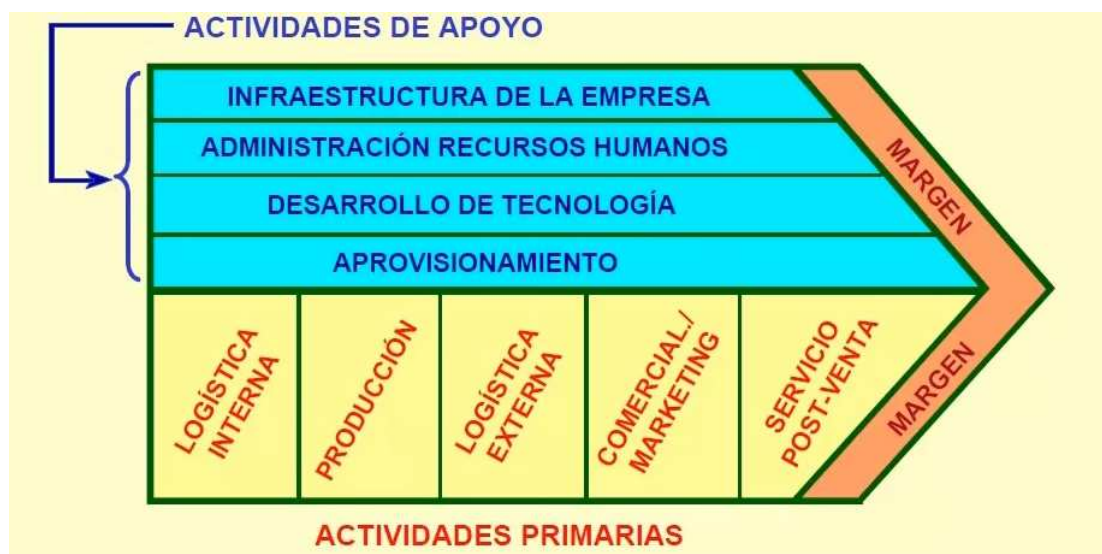 ACTIVIDADES DE APOYO
INFRAESTRUCTURA DE LA EMPRESA
ADMINISTRACIÓN RECURSOS HUMANOS
DESARROLLO DE TECNOLOGÍA
APROVISIONAMIENTO
MARGEN
LOGÍSTICA
INTERNA
PRODUCCIÓN
LOGÍSTICA
EXTERNA
COMERCIAL./
MARKETING
SERVICIO
POST-VENTA
MARGEN
ACTIVIDADES PRIMARIAS